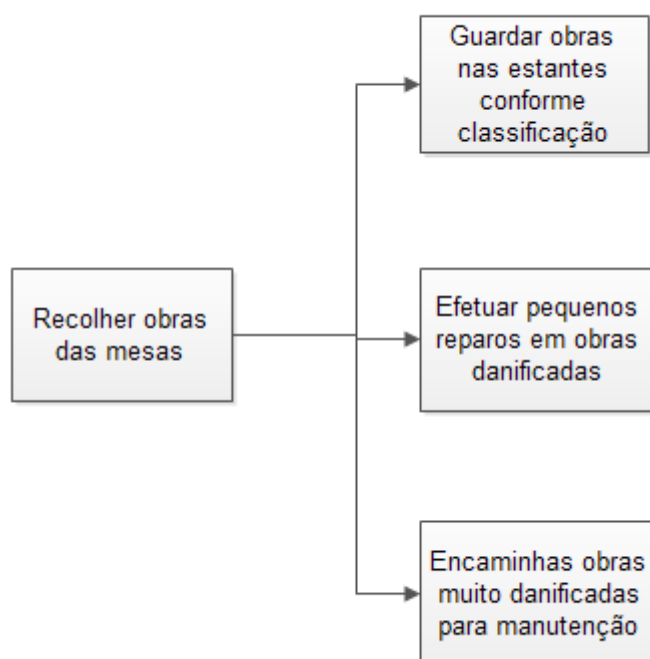 Guardar obras
nas estantes
conforme
classificação
Recolher obras
das mesas
Efetuar pequenos
reparos em obras
danificadas
Encaminhas obras
muito danificadas
para manutenção